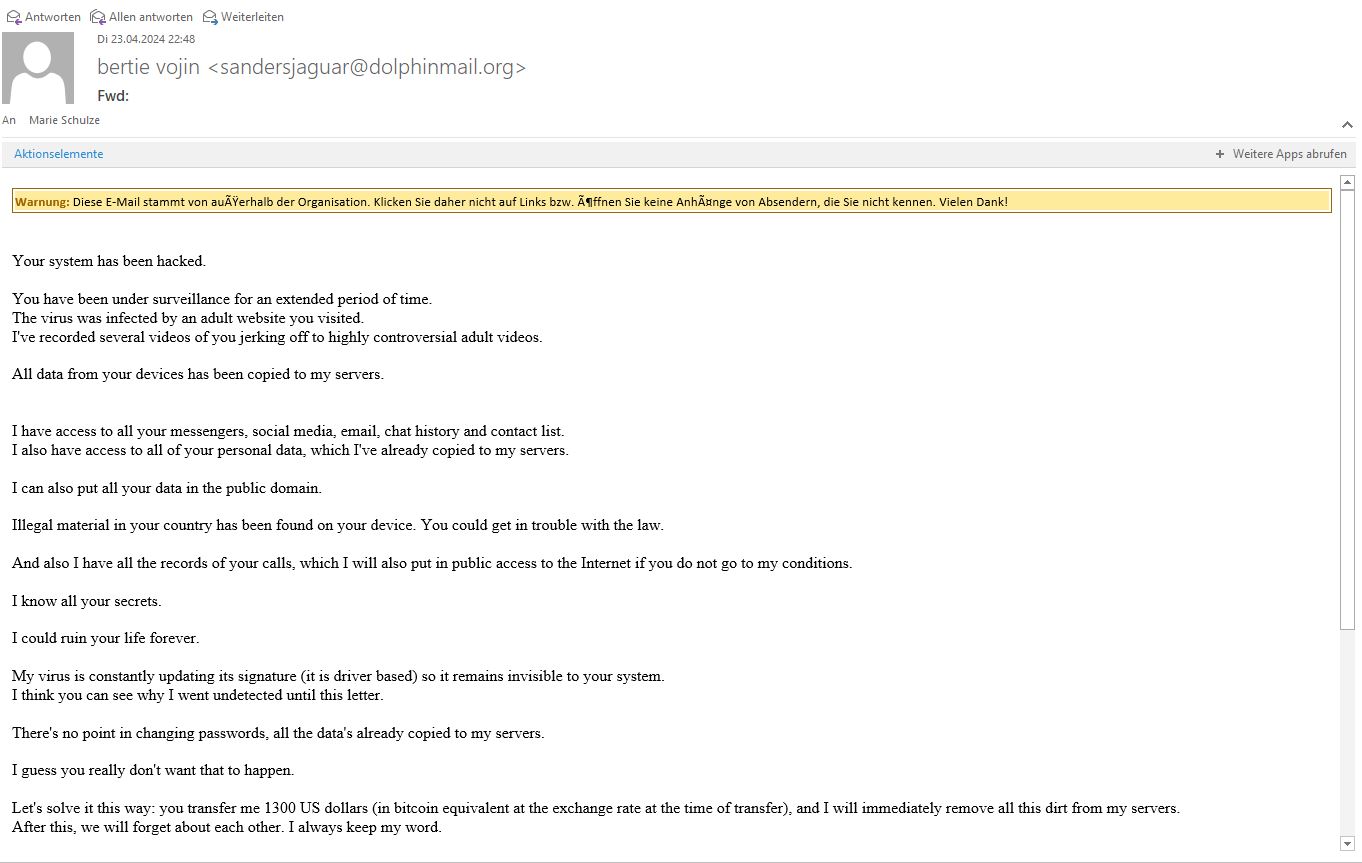 Antworten Allen antworten Weiterleiten
Di 23.04.2024 22:48
bertie vojin <sandersjaguar@dolphinmail.org>
Fwd:
An Marie Schulze
Aktionselemente + Weitere Apps abrufen
Warnung: Diese E-Mail stammt von auÃŸerhalb der Organisation. Klicken Sie daher nicht auf Links bzw. Ã¶ffnen Sie keine AnhÃ¤nge von Absendern, die Sie nicht kennen. Vielen Dank!
Your system has been hacked.
You have been under surveillance for an extended period of time.
The virus was infected by an adult website you visited.
I've recorded several videos of you jerking off to highly controversial adult videos.
All data from your devices has been copied to my servers.
I have access to all your messengers, social media, email, chat history and contact list.
I also have access to all of your personal data, which I've already copied to my servers.
I can also put all your data in the public domain.
Illegal material in your country has been found on your device. You could get in trouble with the law.
And also I have all the records of your calls, which I will also put in public access to the Internet if you do not go to my conditions.
I know all your secrets.
I could ruin your life forever.
My virus is constantly updating its signature (it is driver based) so it remains invisible to your system.
I think you can see why I went undetected until this letter.
There's no point in changing passwords, all the data's already copied to my servers.
I guess you really don't want that to happen.
Let's solve it this way: you transfer me 1300 US dollars (in bitcoin equivalent at the exchange rate at the time of transfer), and I will immediately remove all this dirt from my servers.
After this, we will forget about each other. I always keep my word.